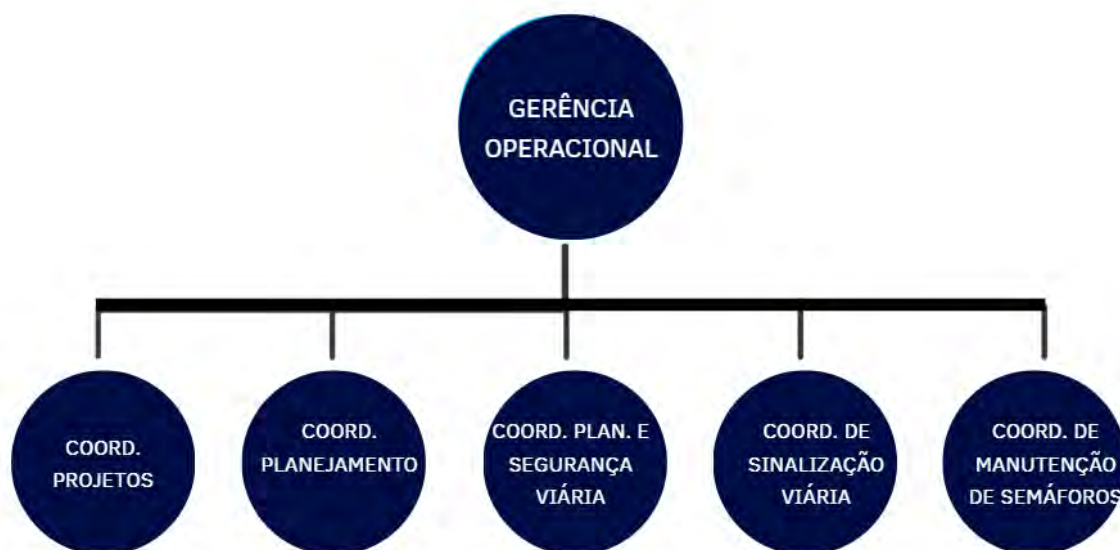 GERÊNCIA
OPERACIONAL
COORD.
PROJETOS
COORD.
PLANEJAMENTO
COORD. PLAN. E
SEGURANÇA
VIÁRIA
COORD. DE
SINALIZAÇÃO
VIÁRIA
COORD. DE
MANUTENÇÃO
DE SEMÁFOROS